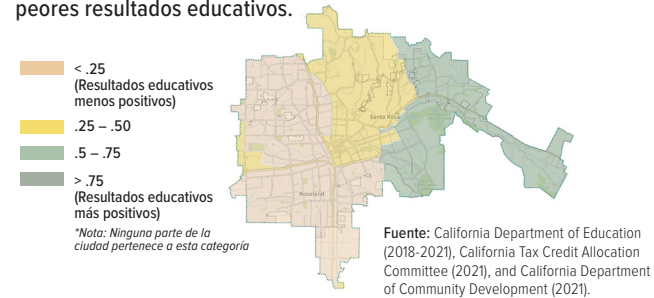 peores resultados educativos.
< .25
(Resultados educativos
menos positivos)
.25 – .50
.5 – .75
> .75
(Resultados educativos
más positivos)
*Nota: Ninguna parte de la
ciudad pertenece a esta categoría
Santa Rosa
Roseland
Fuente: California Department of Education
(2018-2021), California Tax Credit Allocation
Committee (2021), and California Department
of Community Development (2021).